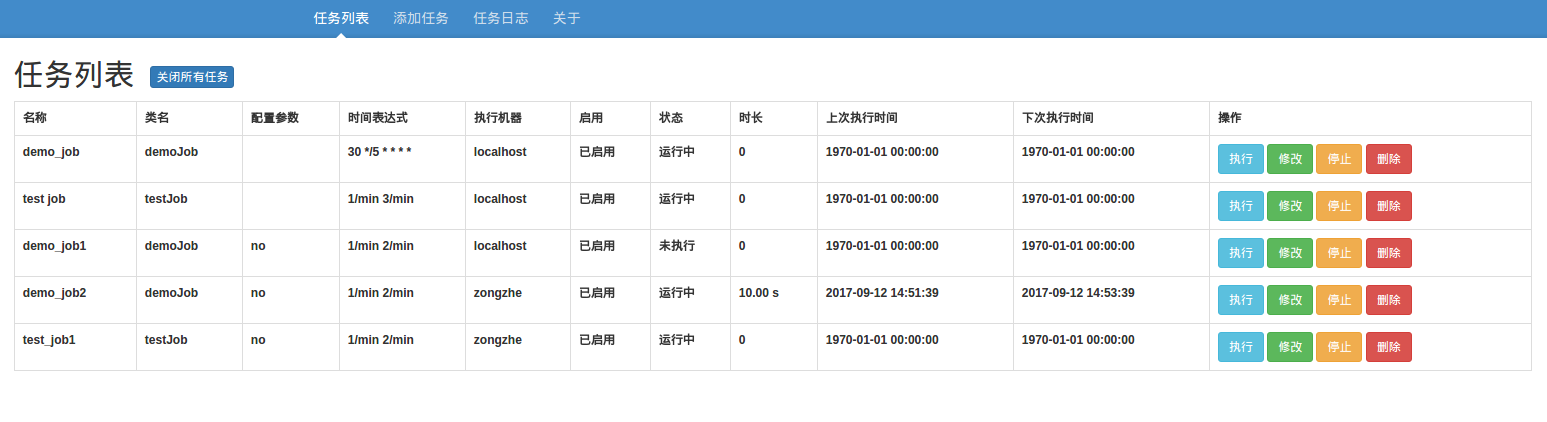 任务列表 添加任务 任务日志 关于
任务列表 关闭所有任务
名称 类名 配置参数 时间表达式 执行机器 启用 状态 时长 上次执行时间 下次执行时间 操作
demo_job demoJob 30 */5 * * * * localhost 已启用 运行中 0 1970-01-01 00:00:00 1970-01-01 00:00:00 执行 修改 停止 删除
test job testJob 1/min 3/min localhost 已启用 运行中 0 1970-01-01 00:00:00 1970-01-01 00:00:00 执行 修改 停止 删除
demo_job1 demoJob no 1/min 2/min localhost 已启用 未执行 0 1970-01-01 00:00:00 1970-01-01 00:00:00 执行 修改 停止 删除
demo_job2 demoJob no 1/min 2/min zongzhe 已启用 运行中 10.00 s 2017-09-12 14:51:39 2017-09-12 14:53:39 执行 修改 停止 删除
test_job1 testJob no 1/min 2/min zongzhe 已启用 运行中 0 1970-01-01 00:00:00 1970-01-01 00:00:00 执行 修改 停止 删除